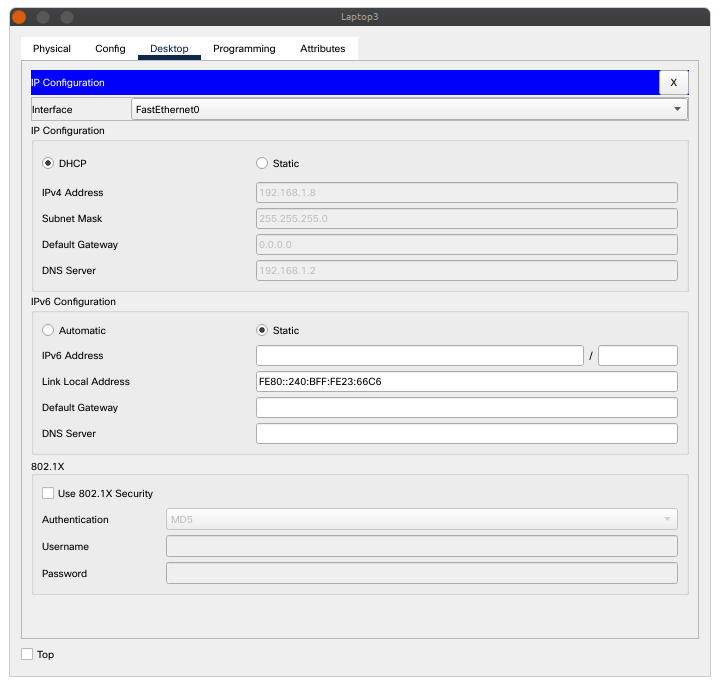 Laptop3
Physical Config Desktop Programming Attributes
IP Configuration X
Interface FastEthernet0
IP Configuration
DHCP Static
IPv4 Address 192.168.1.8
Subnet Mask 255.255.255.0
Default Gateway 0.0.0.0
DNS Server 192.168.1.2
IPv6 Configuration
Automatic Static
IPv6 Address /
Link Local Address FE80::240:BFF:FE23:66C6
Default Gateway
DNS Server
802.1X
Use 802.1X Security
Authentication MD5
Username
Password
Top